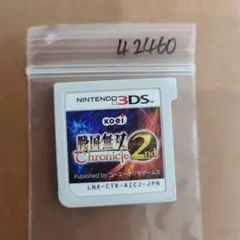 42460
NINTENDO 3DS™
KOEI
戦国無双
Chronicle 2nd
Published by コーエーテクモゲームス
LNA-CTR-AZCJ-JPN